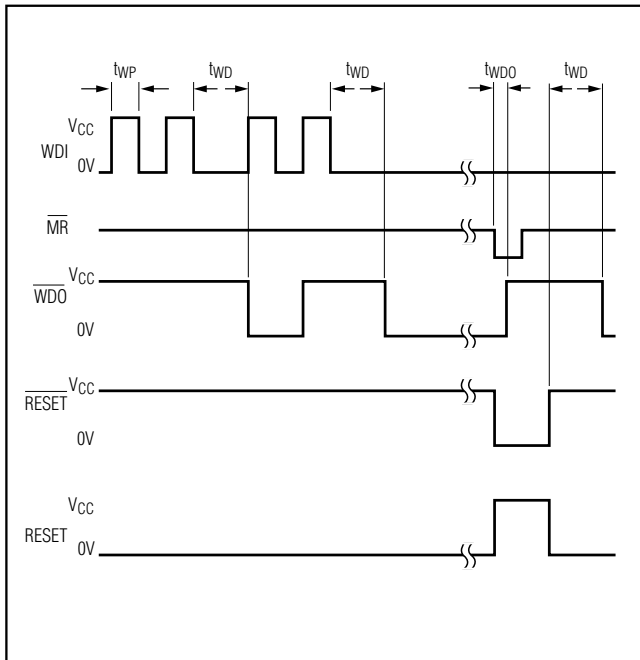 tWP tWD tWD tWDO tWD
VCC
WDI
0V
MR
VCC
WDO
0V
VCC
RESET
0V
VCC
RESET
0V